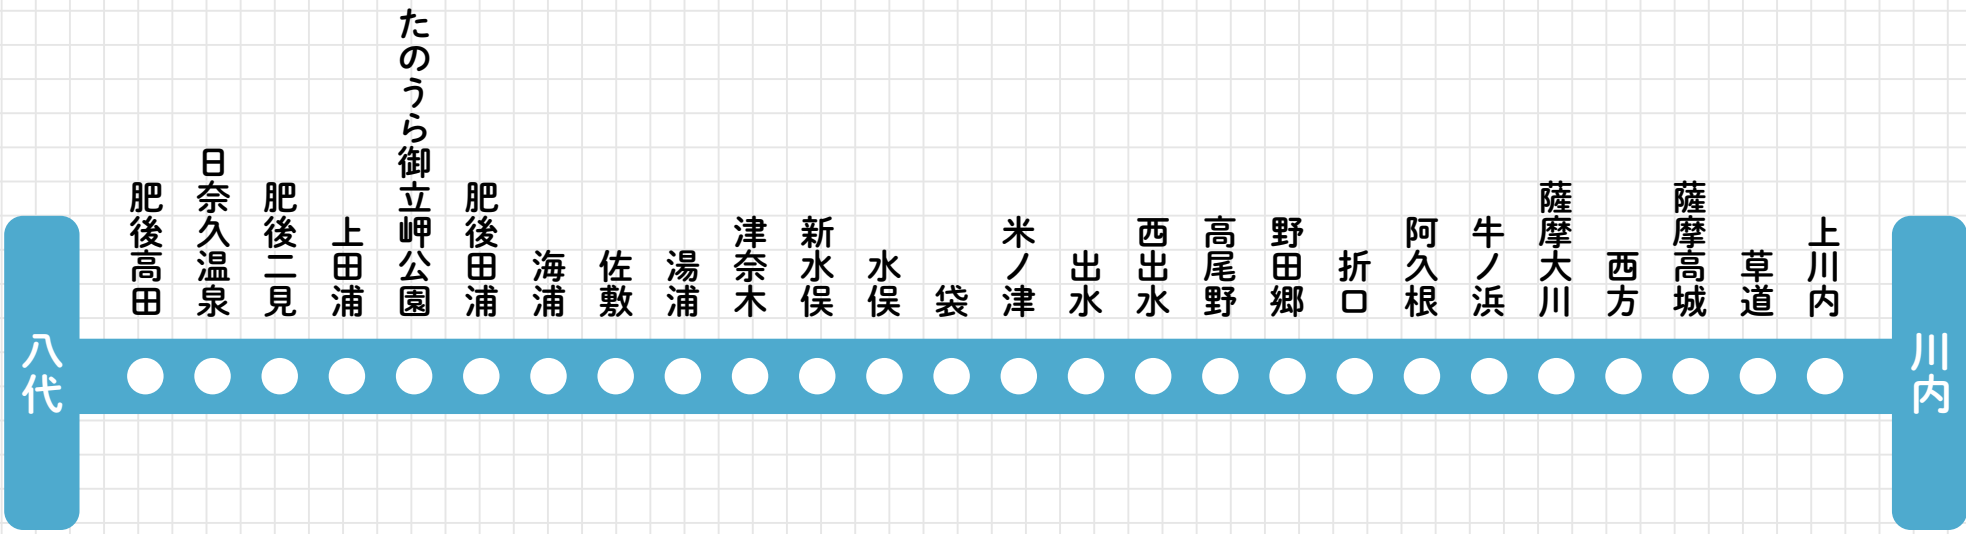 八代
肥後高田
日奈久温泉
肥後二見
上田浦
たのうら御立岬公園
肥後田浦
海浦
佐敷
湯浦
津奈木
新水俣
水俣
袋
米ノ津
出水
西出水
高尾野
野田郷
折口
阿久根
牛ノ浜
薩摩大川
西方
薩摩高城
草道
上川内
川内